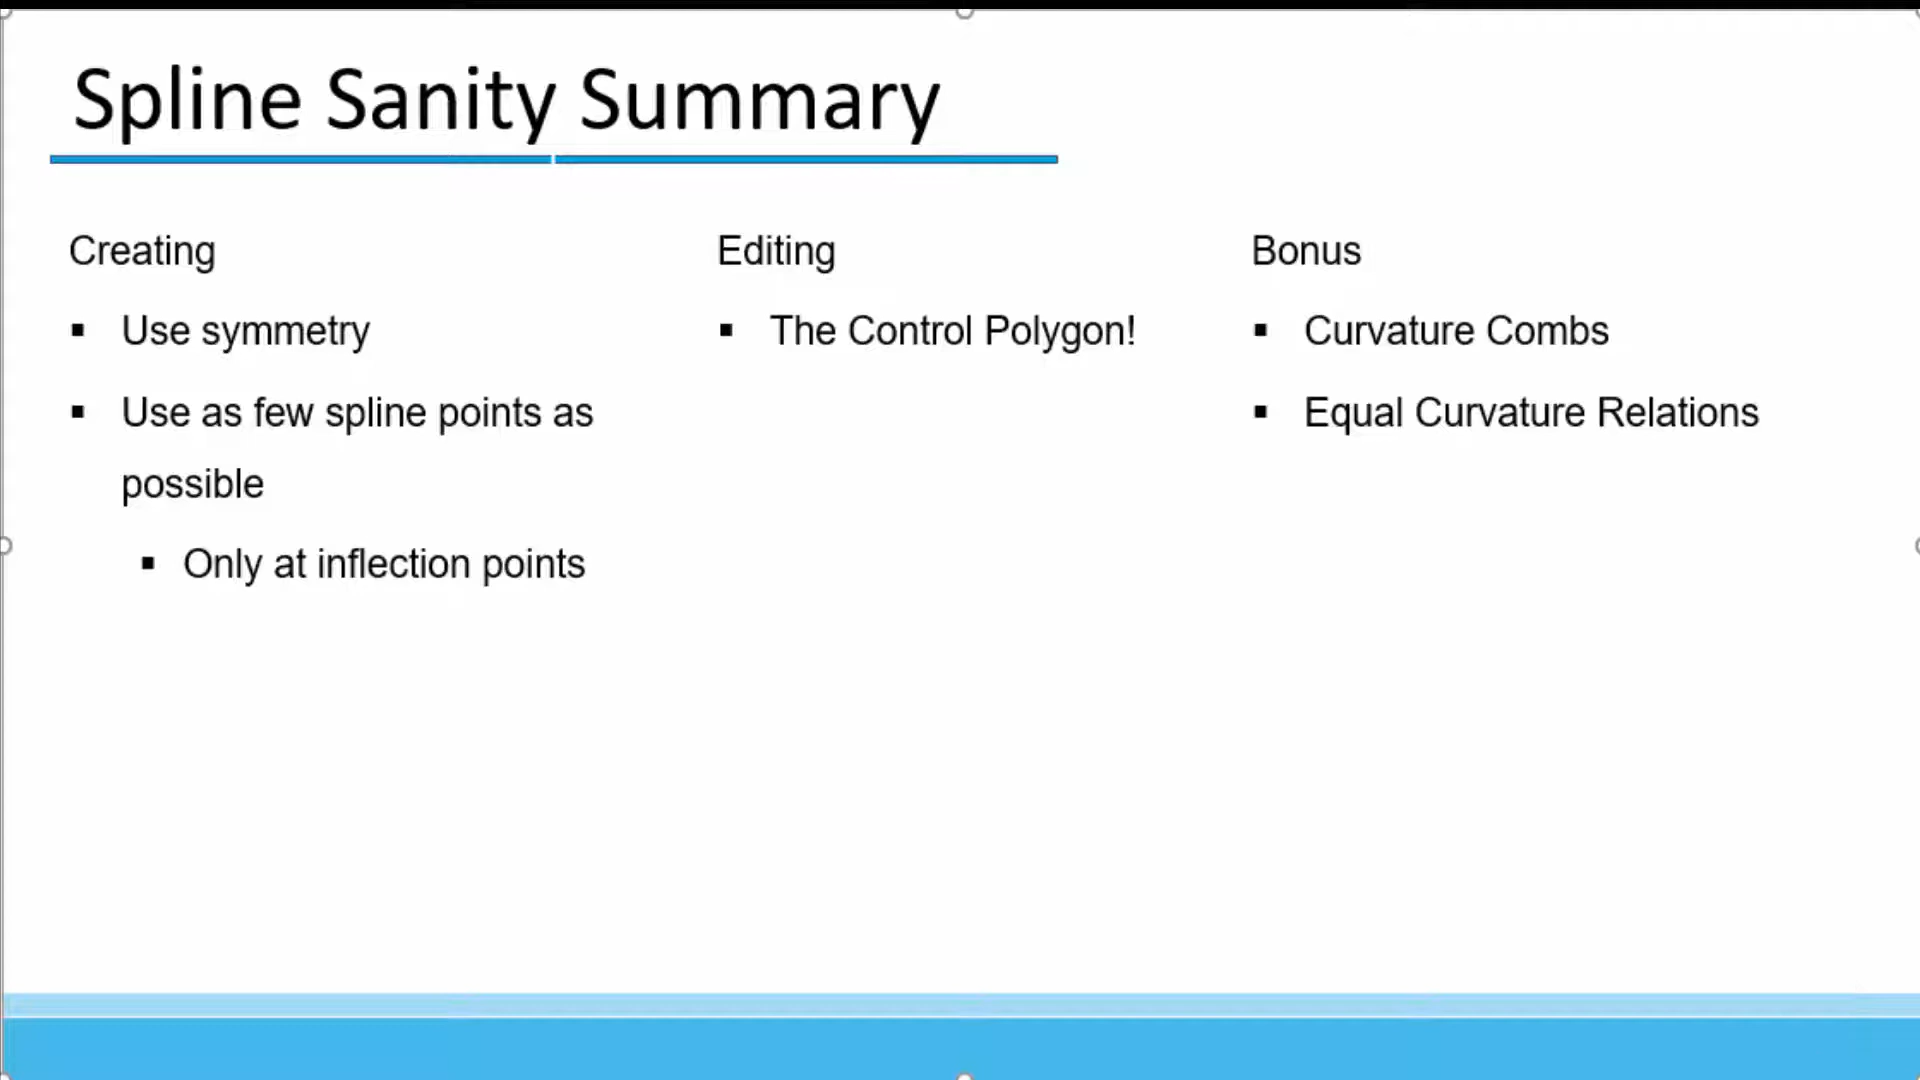 Spline Sanity Summary
Creating
▪ Use symmetry
▪ Use as few spline points as
possible
▪ Only at inflection points
Editing
▪ The Control Polygon!
Bonus
▪ Curvature Combs
▪ Equal Curvature Relations